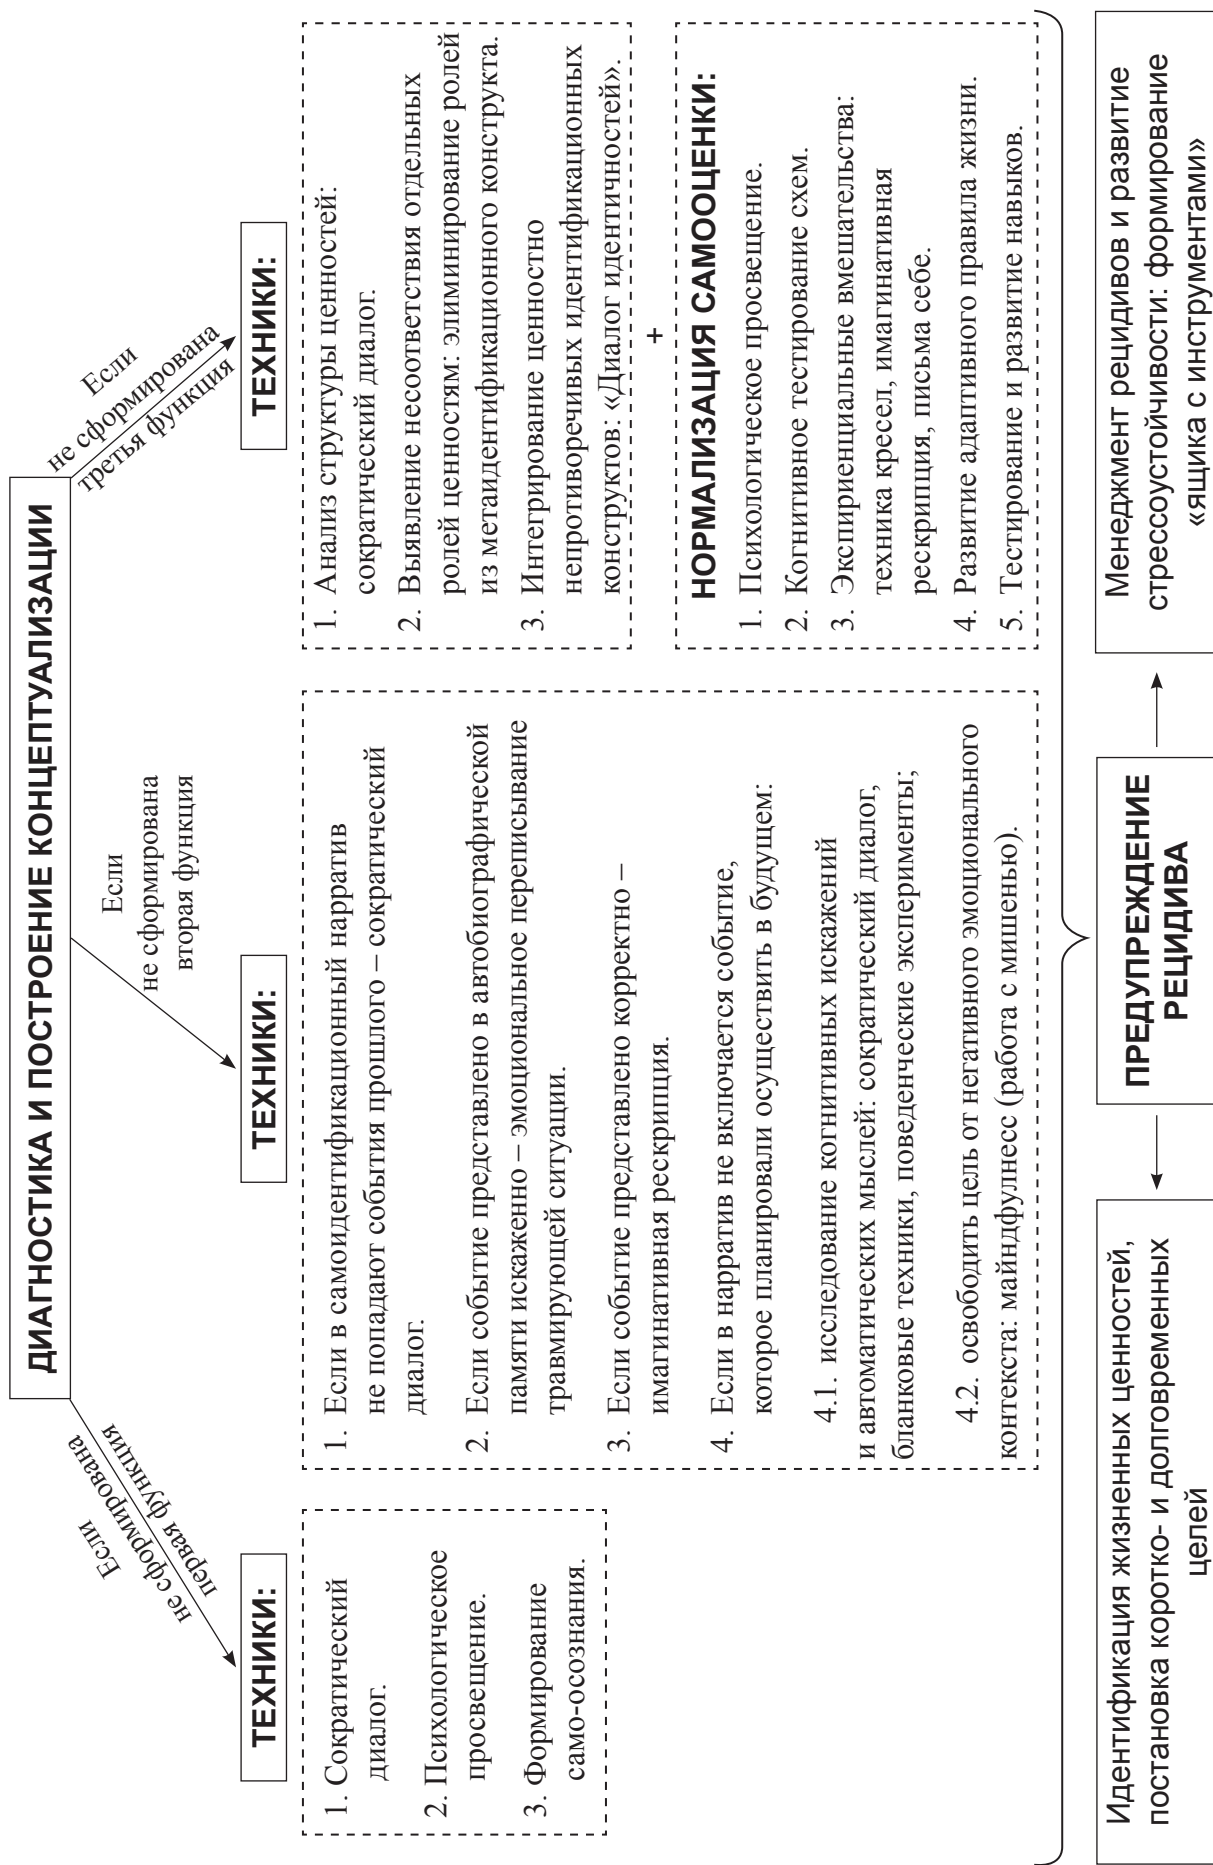 ДИАГНОСТИКА И ПОСТРОЕНИЕ КОНЦЕПТУАЛИЗАЦИИ
Если
не сформирована
первая функция
Если
не сформирована
вторая функция
Если
не сформирована
третья функция
ТЕХНИКИ:
1. Сократический
диалог.
2. Психологическое
просвещение.
3. Формирование
само-осознания.
ТЕХНИКИ:
1. Если в самоидентификационный нарратив
не попадают события прошлого – сократический
диалог.
2. Если событие представлено в автобиографической
памяти искаженно – эмоциональное переписывание
травмирующей ситуации.
3. Если событие представлено корректно –
имагинативная рескрипция.
4. Если в нарратив не включается событие,
которое планировали осуществить в будущем:
4.1. исследование когнитивных искажений
и автоматических мыслей: сократический диалог,
бланковые техники, поведенческие эксперименты;
4.2. освободить цель от негативного эмоционального
контекста: майндфулнесс (работа с мишенью).
ТЕХНИКИ:
1. Анализ структуры ценностей:
сократический диалог.
2. Выявление несоответствия отдельных
ролей ценностям: элиминирование ролей
из метаидентификационного конструкта.
3. Интегрирование ценностно
непротиворечивых идентификационных
конструктов: «Диалог идентичностей».
+
НОРМАЛИЗАЦИЯ САМООЦЕНКИ:
1. Психологическое просвещение.
2. Когнитивное тестирование схем.
3. Экспириенциальные вмешательства:
техника кресел, имагинативная
рескрипция, письма себе.
4. Развитие адаптивного правила жизни.
5. Тестирование и развитие навыков.
Идентификация жизненных ценностей,
постановка коротко- и долговременных
целей
ПРЕДУПРЕЖДЕНИЕ
РЕЦИДИВА
Менеджмент рецидивов и развитие
стрессоустойчивости: формирование
«ящика с инструментами»